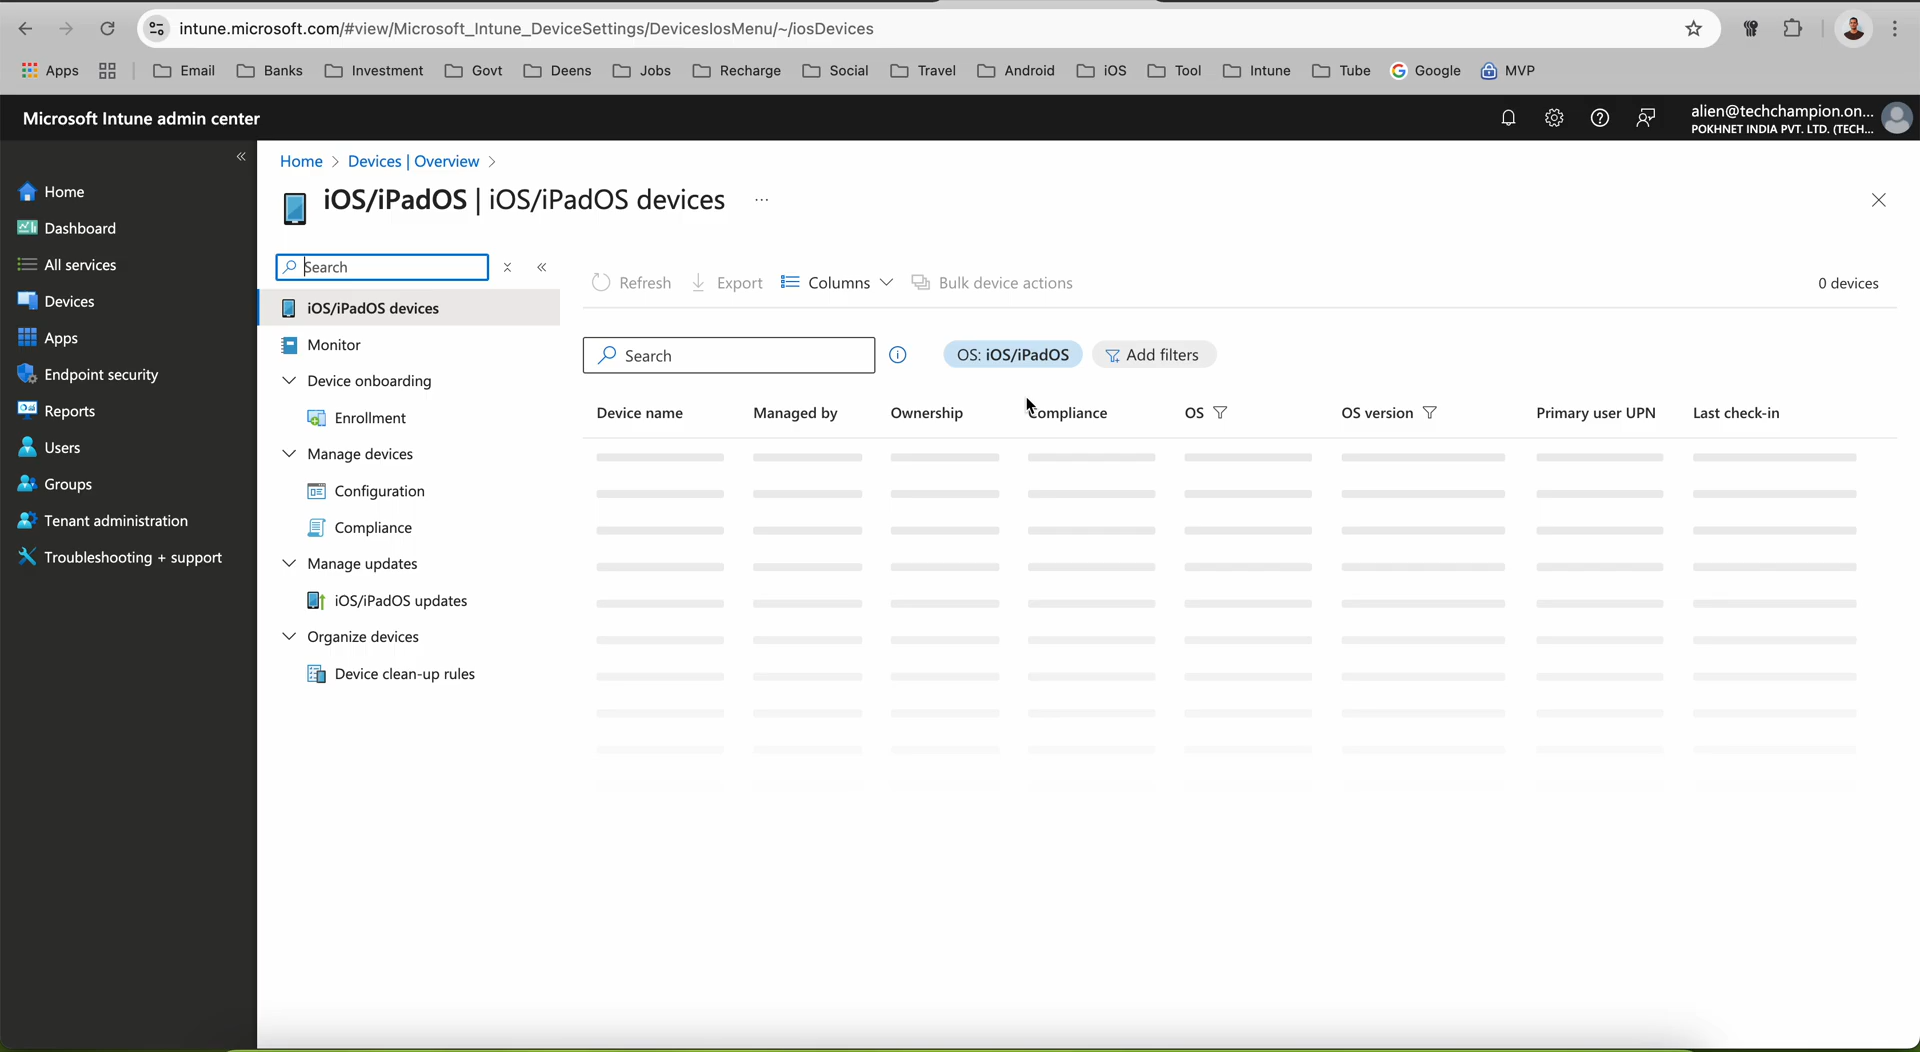 intune.microsoft.com/#view/Microsoft_Intune_DeviceSettings/DevicesIosMenu/~/iosDevices
Apps Email Banks Investment Govt Deens Jobs Recharge Social Travel Android iOS Tool Intune Tube Google MVP
Microsoft Intune admin center
alien@techchampion.on...
POKHNET INDIA PVT. LTD. (TECH...
Home
Dashboard
All services
Devices
Apps
Endpoint security
Reports
Users
Groups
Tenant administration
Troubleshooting + support
Home > Devices | Overview >
iOS/iPadOS | iOS/iPadOS devices ...
Search
iOS/iPadOS devices
Monitor
Device onboarding
Enrollment
Manage devices
Configuration
Compliance
Manage updates
iOS/iPadOS updates
Organize devices
Device clean-up rules
Refresh Export Columns Bulk device actions 0 devices
Search OS: iOS/iPadOS Add filters
Device name Managed by Ownership Compliance OS OS version Primary user UPN Last check-in